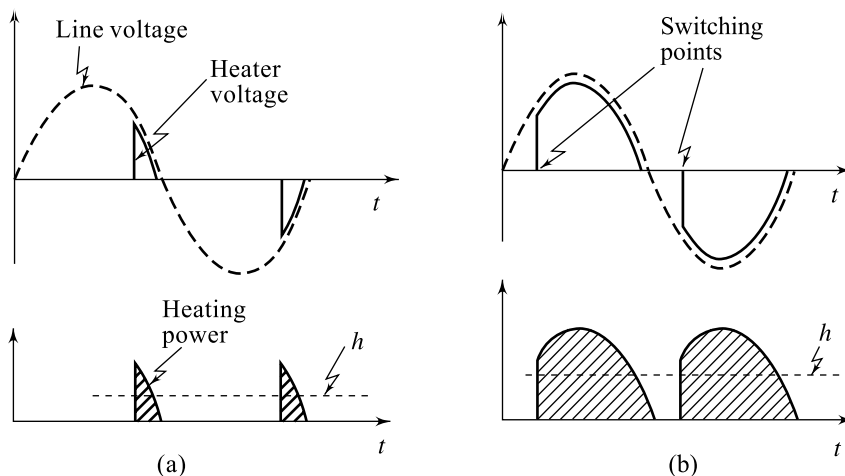 Line voltage
Heater
voltage
t
Heating
power
h
t
(a)
Switching
points
t
h
t
(b)